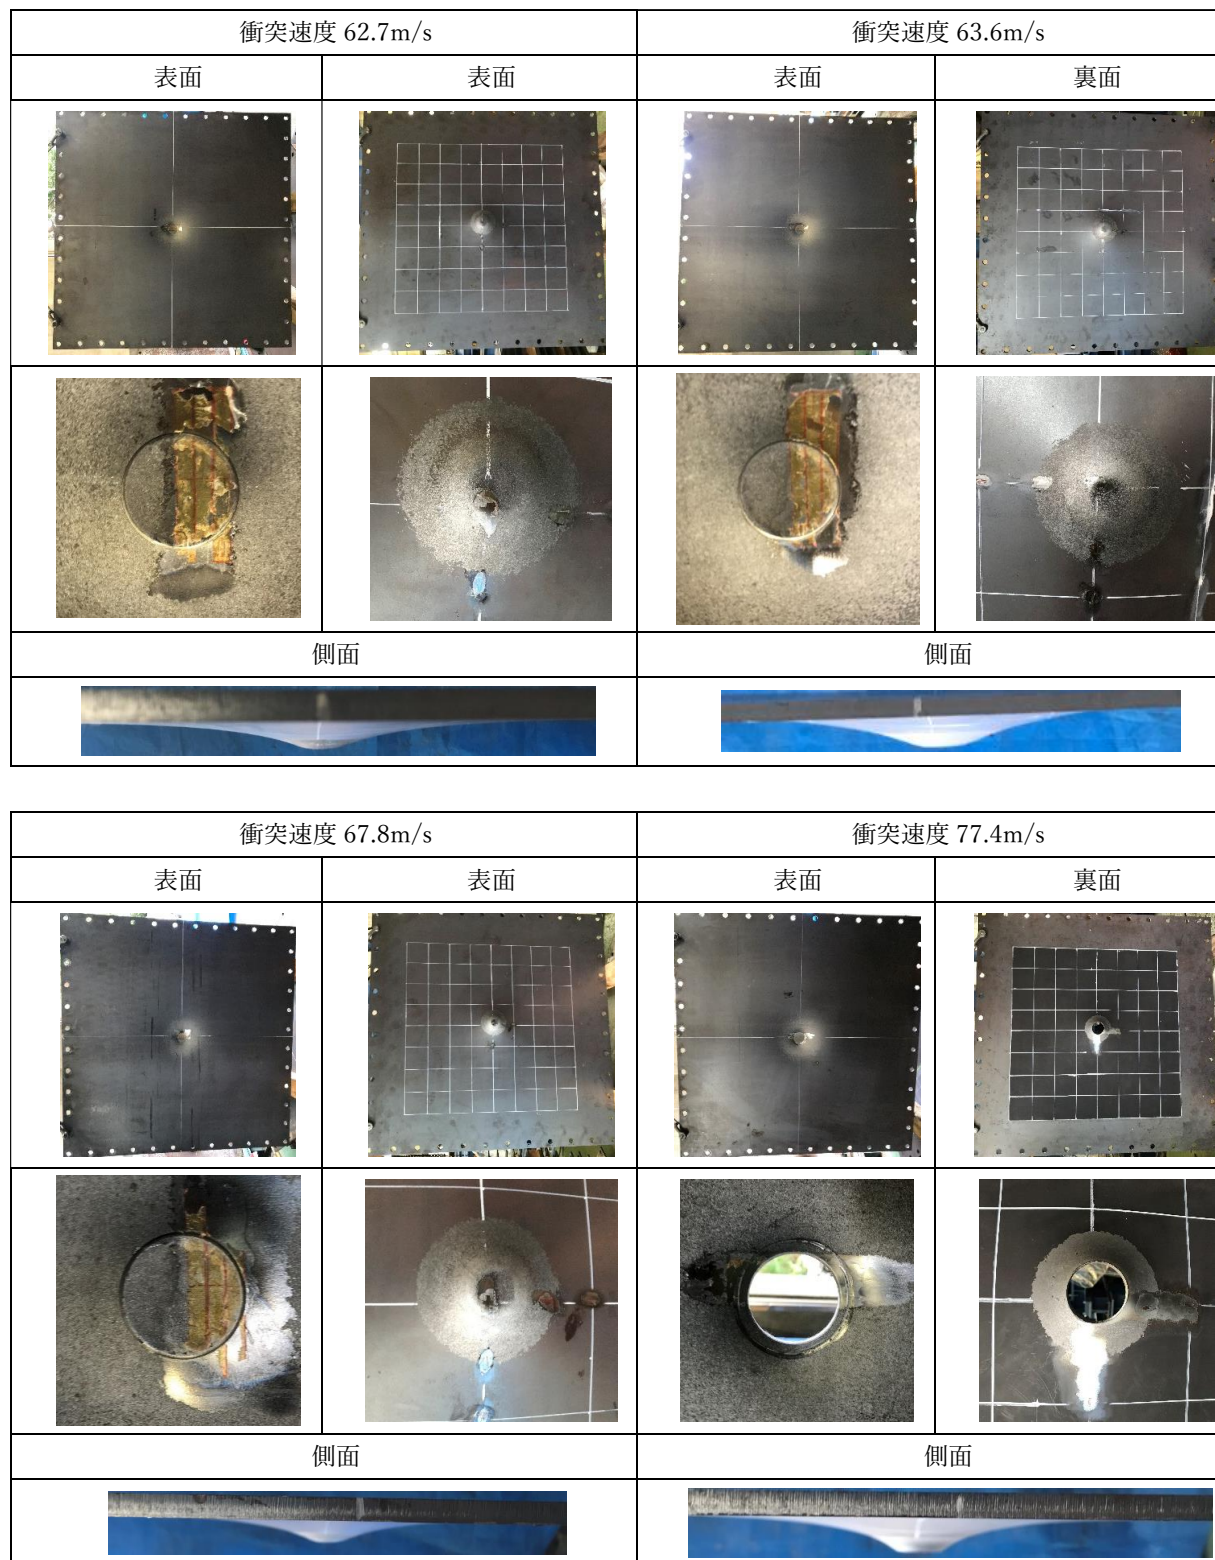 衝突速度 62.7m/s
衝突速度 63.6m/s
表面
表面
表面
裏面
側面
側面
衝突速度 67.8m/s
衝突速度 77.4m/s
表面
表面
表面
裏面
側面
側面